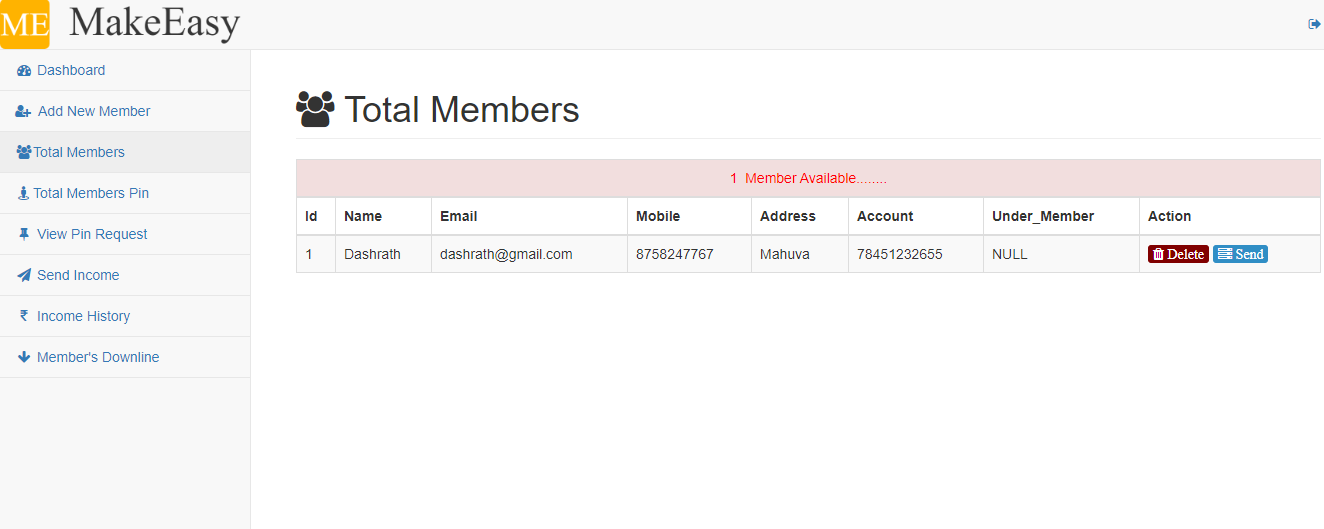 ME MakeEasy
Dashboard
Add New Member
Total Members
Total Members Pin
View Pin Request
Send Income
₹ Income History
Member's Downline
Total Members
1 Member Available........
Id Name Email Mobile Address Account Under_Member Action
1 Dashrath dashrath@gmail.com 8758247767 Mahuva 78451232655 NULL Delete Send